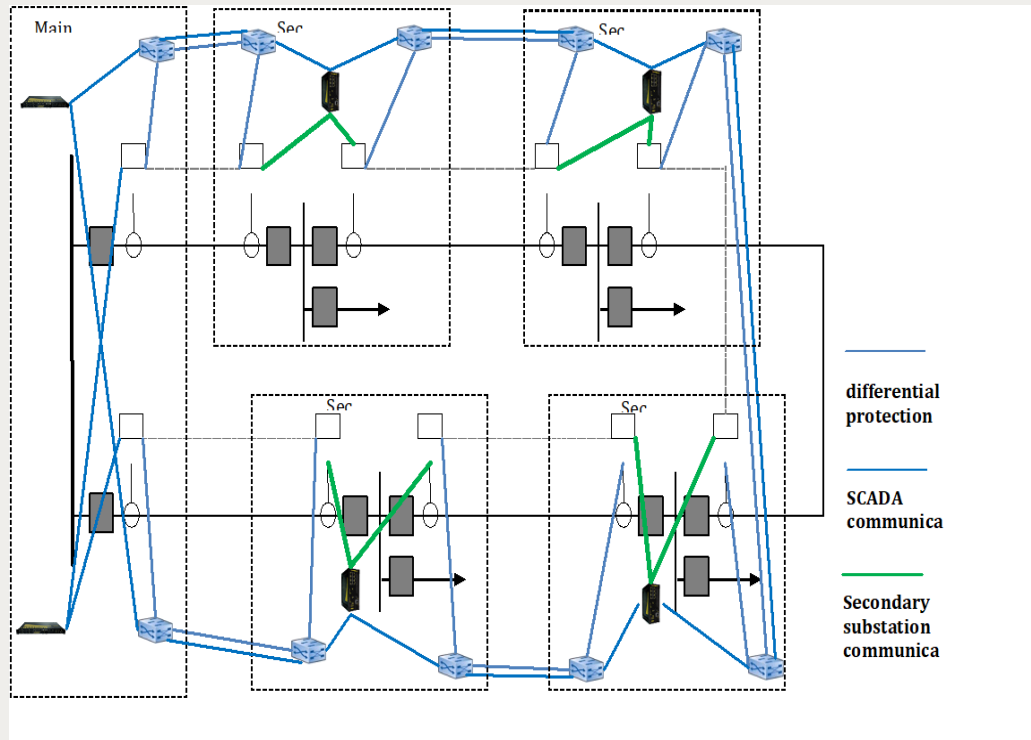 Main
Sec
Sec
differential
protection
SCADA
communica
Sec
Sec
Secondary
substation
communica